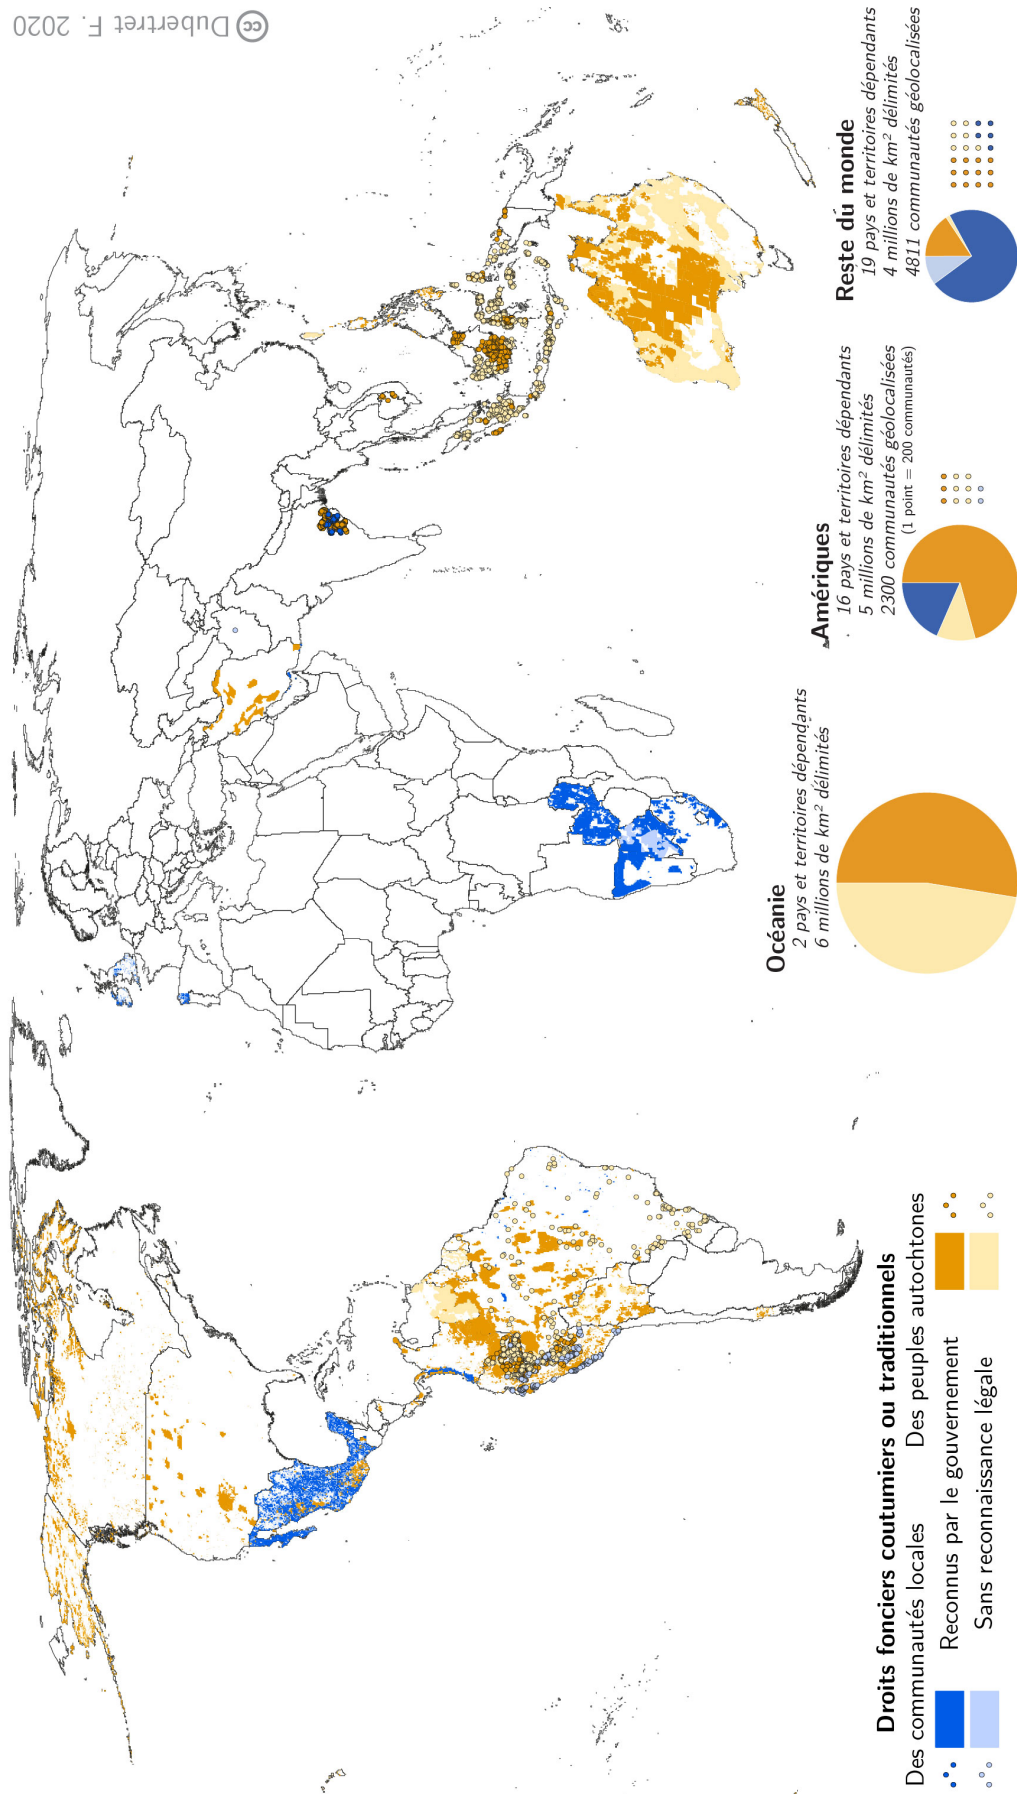 Dubertret F. 2020
Océanie
2 pays et territoires dépendants
6 millions de km² délimités
Amériques
16 pays et territoires dépendants
5 millions de km² délimités
2300 communautés géolocalisées
(1 point = 200 communautés)
Reste du monde
19 pays et territoires dépendants
4 millions de km² délimités
4811 communautés géolocalisées
Droits fonciers coutumiers ou traditionnels
Des communautés locales Des peuples autochtones
Reconnus par le gouvernement
Sans reconnaissance légale